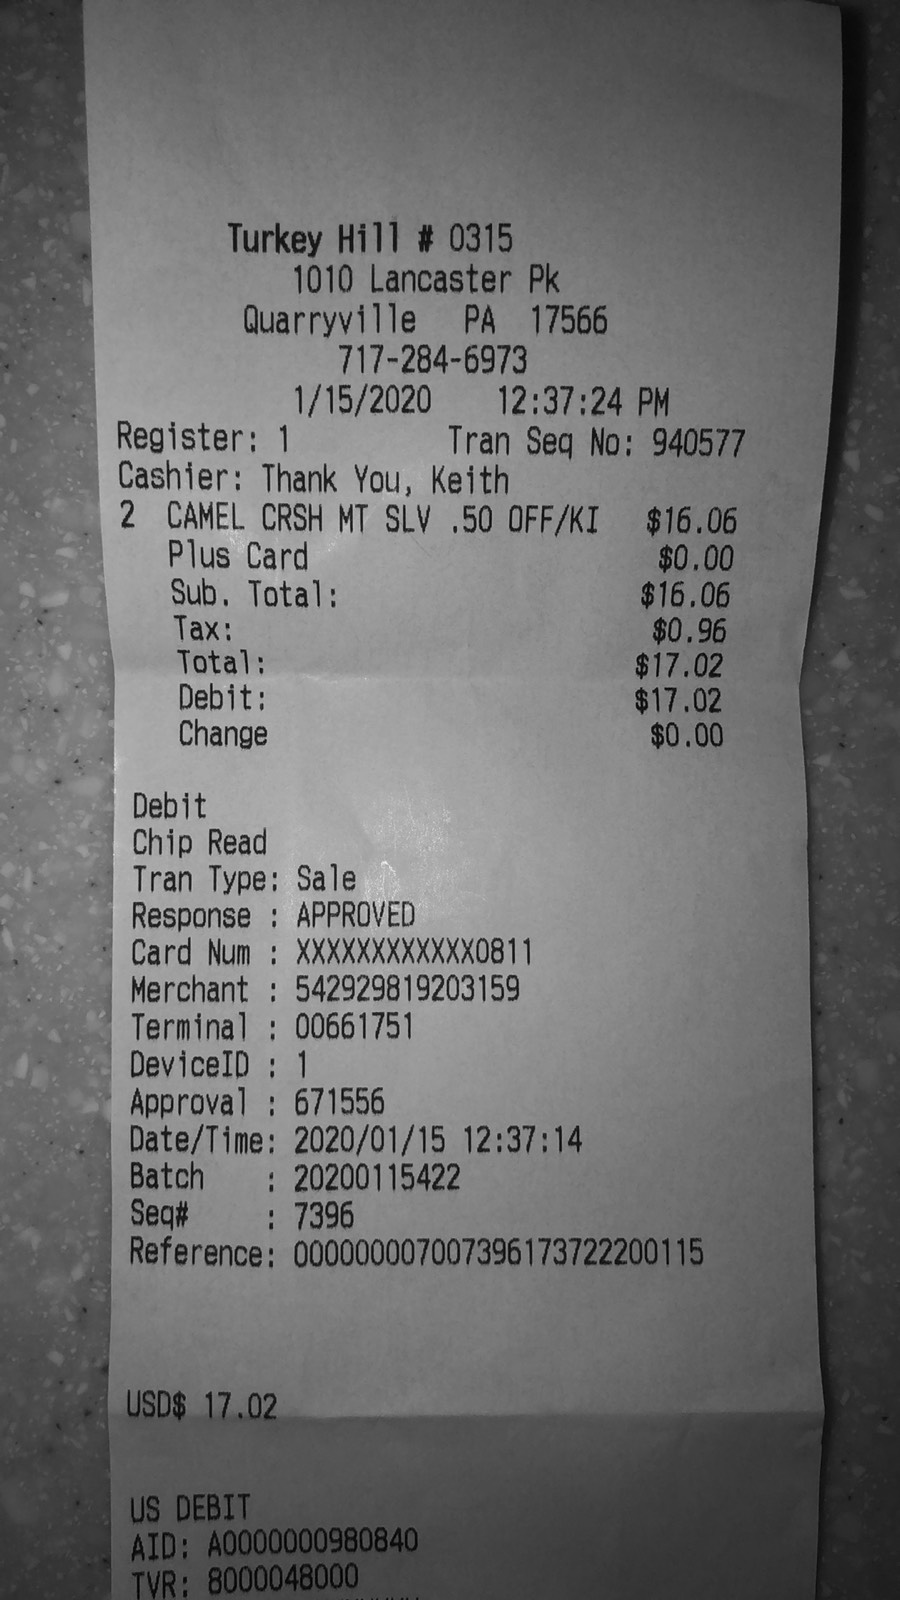 Turkey Hill # 0315
1010 Lancaster Pk
Quarryville PA 17566
717-284-6973
1/15/2020 12:37:24 PM
Register: 1 Tran Seq No: 940577
Cashier: Thank You, Keith
2 CAMEL CRSH MT SLV .50 OFF/KI $16.06
Plus Card $0.00
Sub. Total: $16.06
Tax: $0.96
Total: $17.02
Debit: $17.02
Change $0.00
Debit
Chip Read
Tran Type: Sale
Response : APPROVED
Card Num : XXXXXXXXXXXX0811
Merchant : 542929819203159
Terminal : 00661751
DeviceID : 1
Approval : 671556
Date/Time: 2020/01/15 12:37:14
Batch : 20200115422
Seq# : 7396
Reference: 000000007007396173722200115
USD$ 17.02
US DEBIT
AID: A0000000980840
TVR: 8000048000